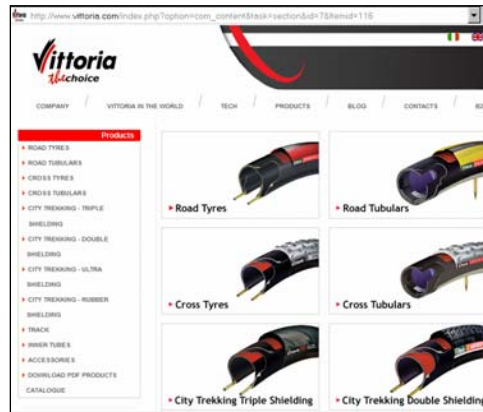 http://www.vittoria.com/index.php?option=com_content&task=section&id=7&Itemid=116
Vittoria
the choice
COMPANY / VITTORIA IN THE WORLD / TECH / PRODUCTS / BLOG / CONTACTS /
Products
ROAD TYRES
ROAD TUBULARS
CROSS TYRES
CROSS TUBULARS
CITY TREKKING - TRIPLE
SHIELDING
CITY TREKKING - DOUBLE
SHIELDING
CITY TREKKING - ULTRA
SHIELDING
CITY TREKKING - RUBBER
SHIELDING
TRACK
INNER TUBES
ACCESSORIES
DOWNLOAD PDF PRODUCTS
CATALOGUE
Road Tyres
Road Tubulars
Cross Tyres
Cross Tubulars
City Trekking Triple Shielding
City Trekking Double Shielding